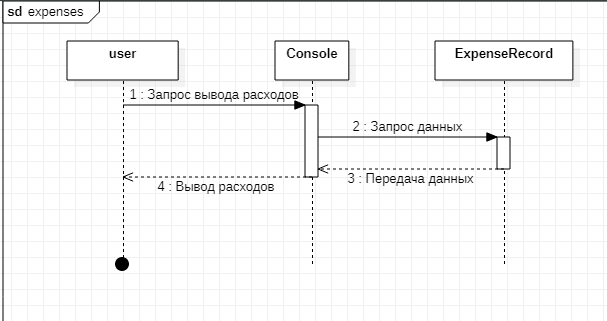 sd expenses
user
Console
ExpenseRecord
1 : Запрос вывода расходов
2 : Запрос данных
3 : Передача данных
4 : Вывод расходов